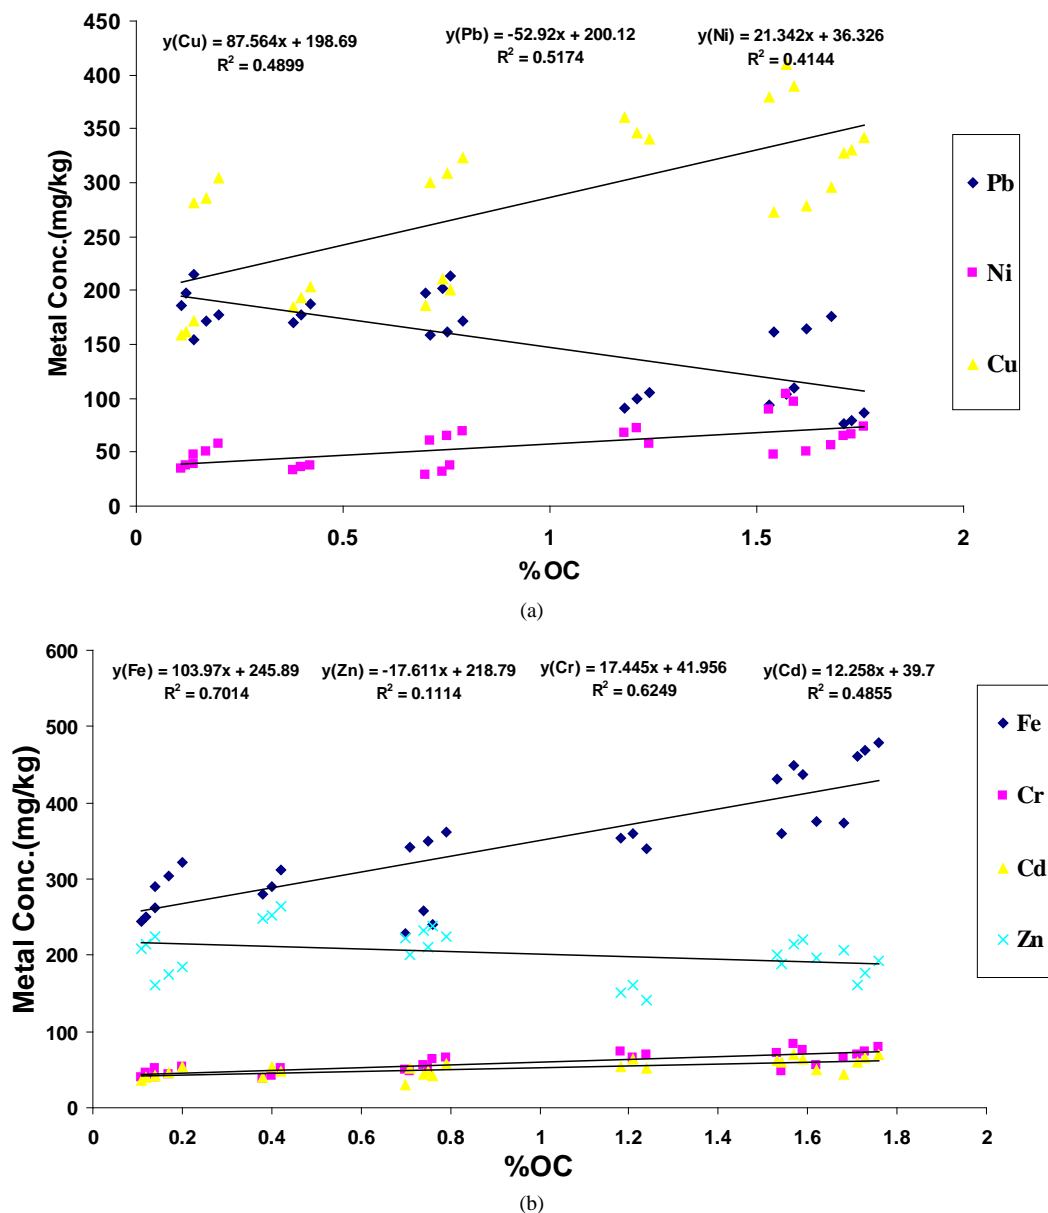 y(Cu) = 87.564x + 198.69
R² = 0.4899
y(Pb) = -52.92x + 200.12
R² = 0.5174
y(Ni) = 21.342x + 36.326
R² = 0.4144
Metal Conc.(mg/kg)
450
400
350
300
250
200
150
100
50
0
0 0.5 1 1.5 2
%OC
Pb
Ni
Cu
(a)
y(Fe) = 103.97x + 245.89
R² = 0.7014
y(Zn) = -17.611x + 218.79
R² = 0.1114
y(Cr) = 17.445x + 41.956
R² = 0.6249
y(Cd) = 12.258x + 39.7
R² = 0.4855
Metal Conc.(mg/kg)
600
500
400
300
200
100
0
0 0.2 0.4 0.6 0.8 1 1.2 1.4 1.6 1.8 2
%OC
Fe
Cr
Cd
Zn
(b)